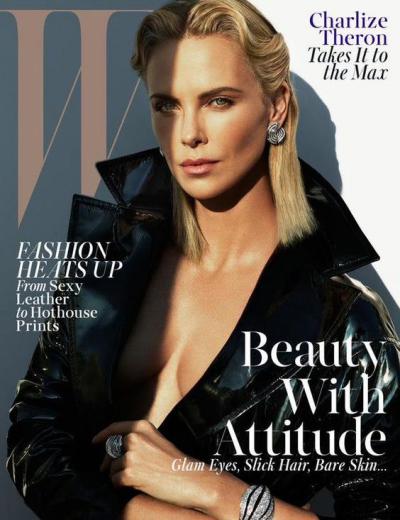 W
Charlize
Theron
Takes It to
the Max
FASHION
HEATS UP
From Sexy
Leather
to Hothouse
Prints
Beauty
With
Attitude
Glam Eyes, Slick Hair, Bare Skin...